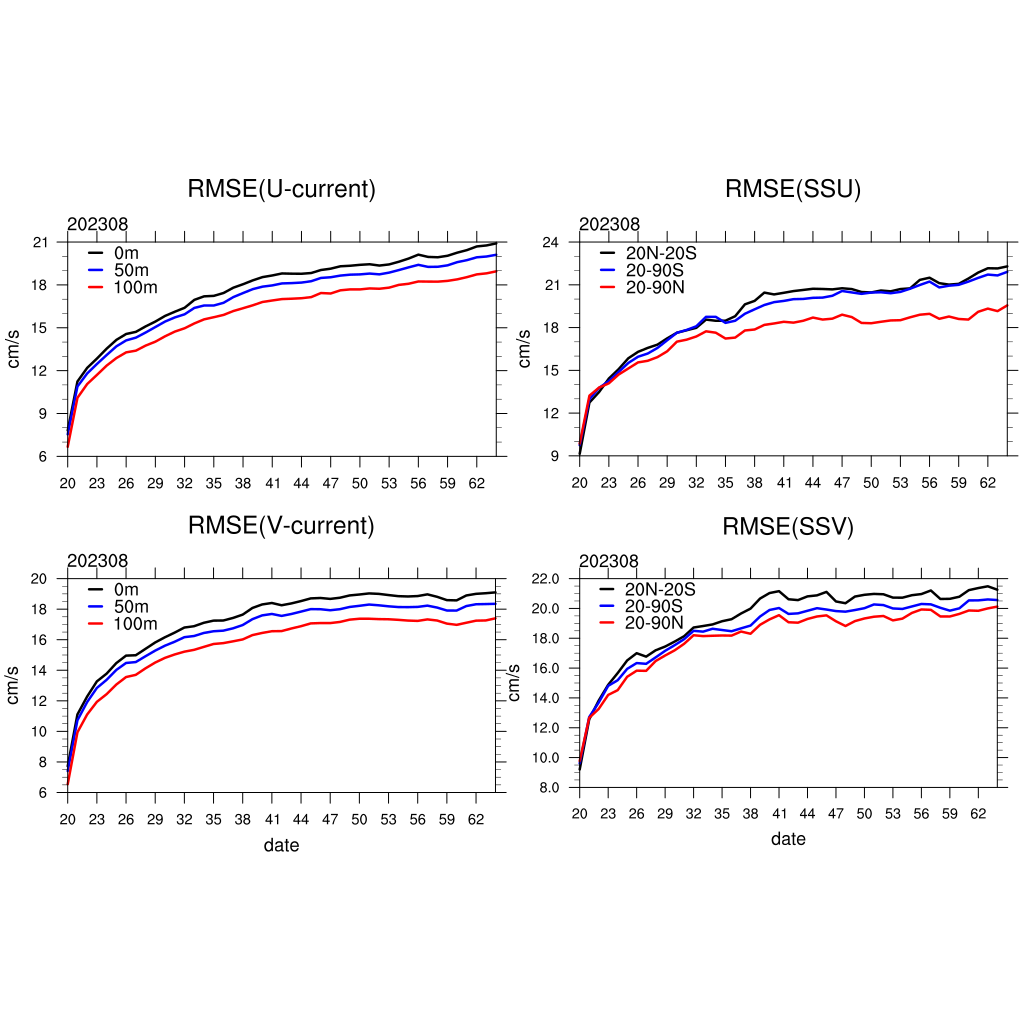 RMSE(U-current)
202308
0m
50m
100m
21
18
15
12
9
6
cm/s
20 23 26 29 32 35 38 41 44 47 50 53 56 59 62
RMSE(SSU)
202308
20N-20S
20-90S
20-90N
24
21
18
15
12
9
cm/s
20 23 26 29 32 35 38 41 44 47 50 53 56 59 62
RMSE(V-current)
202308
0m
50m
100m
20
18
16
14
12
10
8
6
cm/s
20 23 26 29 32 35 38 41 44 47 50 53 56 59 62
date
RMSE(SSV)
202308
20N-20S
20-90S
20-90N
22.0
20.0
18.0
16.0
14.0
12.0
10.0
8.0
cm/s
20 23 26 29 32 35 38 41 44 47 50 53 56 59 62
date